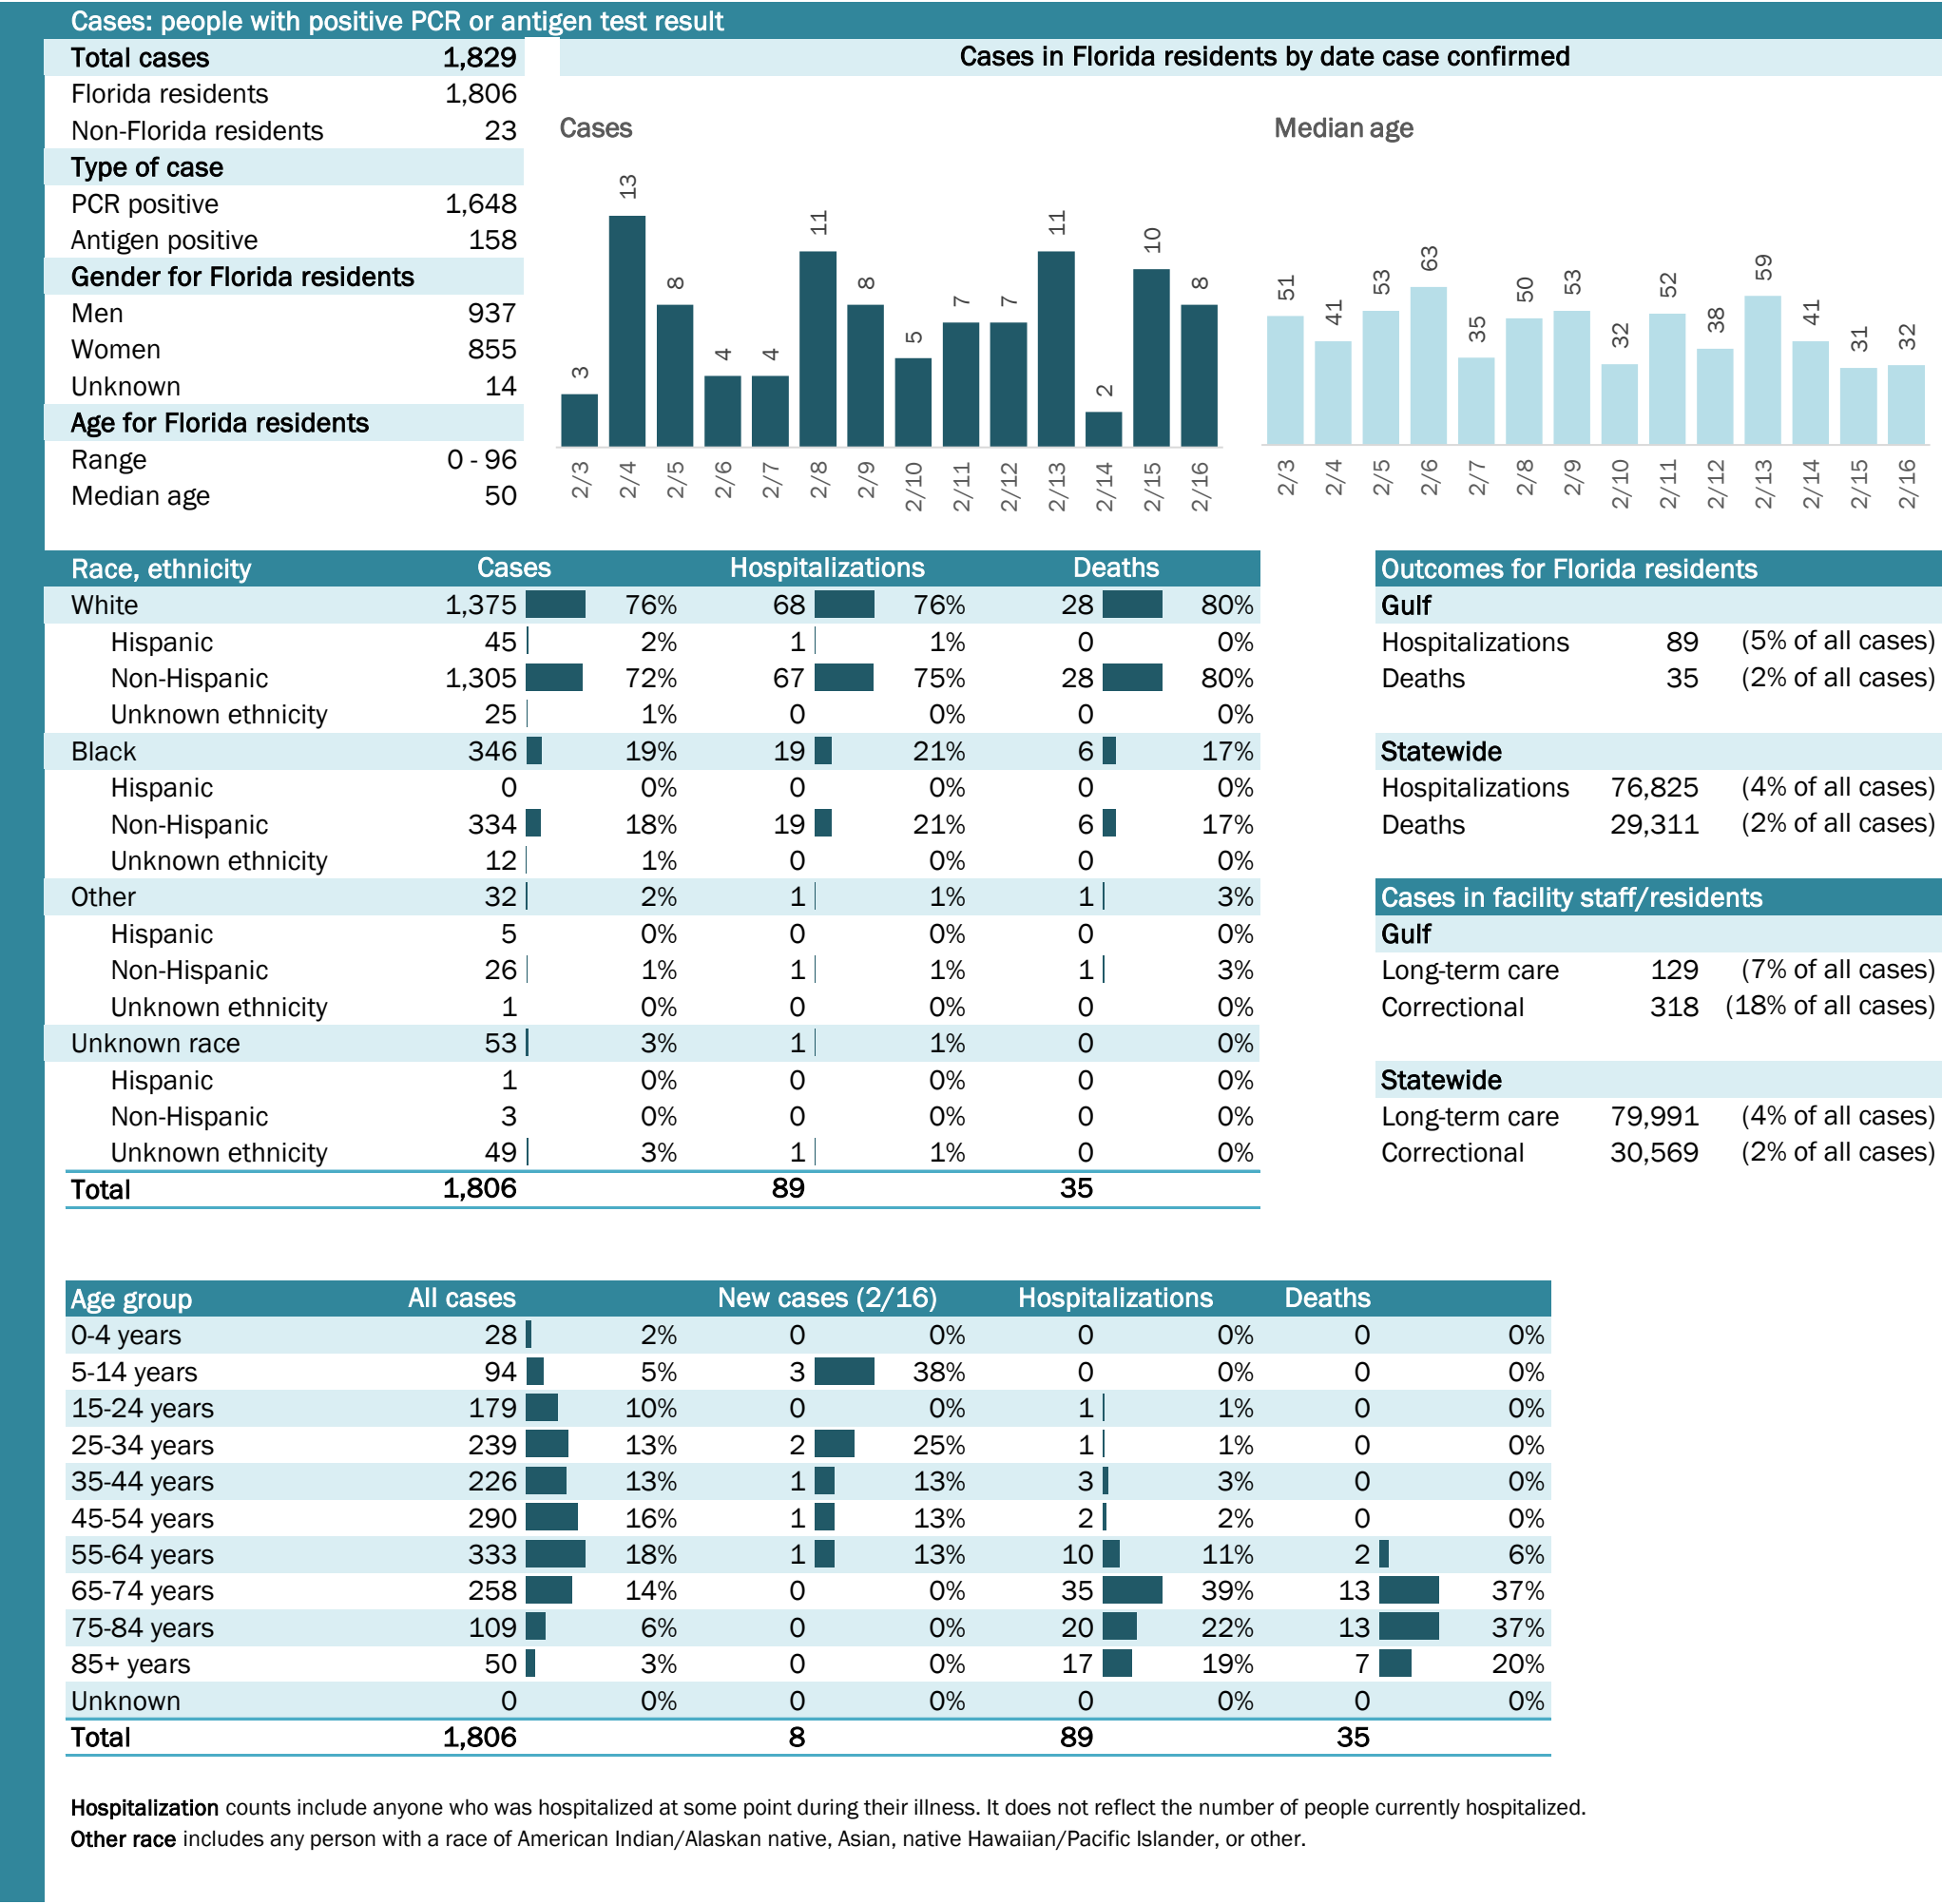 Cases: people with positive PCR or antigen test result
Total cases 1,829
Florida residents 1,806
Non-Florida residents 23
Type of case
PCR positive 1,648
Antigen positive 158
Gender for Florida residents
Men 937
Women 855
Unknown 14
Age for Florida residents
Range 0 - 96
Median age 50
Cases in Florida residents by date case confirmed
Cases
3 13 8 4 4 11 8 5 7 7 11 2 10 8
2/3 2/4 2/5 2/6 2/7 2/8 2/9 2/10 2/11 2/12 2/13 2/14 2/15 2/16
Median age
51 41 53 63 35 50 53 32 52 38 59 41 31 32
2/3 2/4 2/5 2/6 2/7 2/8 2/9 2/10 2/11 2/12 2/13 2/14 2/15 2/16
Race, ethnicity Cases Hospitalizations Deaths
White 1,375 76% 68 76% 28 80%
Hispanic 45 2% 1 1% 0 0%
Non-Hispanic 1,305 72% 67 75% 28 80%
Unknown ethnicity 25 1% 0 0% 0 0%
Black 346 19% 19 21% 6 17%
Hispanic 0 0% 0 0% 0 0%
Non-Hispanic 334 18% 19 21% 6 17%
Unknown ethnicity 12 1% 0 0% 0 0%
Other 32 2% 1 1% 1 3%
Hispanic 5 0% 0 0% 0 0%
Non-Hispanic 26 1% 1 1% 1 3%
Unknown ethnicity 1 0% 0 0% 0 0%
Unknown race 53 3% 1 1% 0 0%
Hispanic 1 0% 0 0% 0 0%
Non-Hispanic 3 0% 0 0% 0 0%
Unknown ethnicity 49 3% 1 1% 0 0%
Total 1,806 89 35
Outcomes for Florida residents
Gulf
Hospitalizations 89 (5% of all cases)
Deaths 35 (2% of all cases)
Statewide
Hospitalizations 76,825 (4% of all cases)
Deaths 29,311 (2% of all cases)
Cases in facility staff/residents
Gulf
Long-term care 129 (7% of all cases)
Correctional 318 (18% of all cases)
Statewide
Long-term care 79,991 (4% of all cases)
Correctional 30,569 (2% of all cases)
Age group All cases New cases (2/16) Hospitalizations Deaths
0-4 years 28 2% 0 0% 0 0% 0 0%
5-14 years 94 5% 3 38% 0 0% 0 0%
15-24 years 179 10% 0 0% 1 1% 0 0%
25-34 years 239 13% 2 25% 1 1% 0 0%
35-44 years 226 13% 1 13% 3 3% 0 0%
45-54 years 290 16% 1 13% 2 2% 0 0%
55-64 years 333 18% 1 13% 10 11% 2 6%
65-74 years 258 14% 0 0% 35 39% 13 37%
75-84 years 109 6% 0 0% 20 22% 13 37%
85+ years 50 3% 0 0% 17 19% 7 20%
Unknown 0 0% 0 0% 0 0% 0 0%
Total 1,806 8 89 35
Hospitalization counts include anyone who was hospitalized at some point during their illness. It does not reflect the number of people currently hospitalized.
Other race includes any person with a race of American Indian/Alaskan native, Asian, native Hawaiian/Pacific Islander, or other.